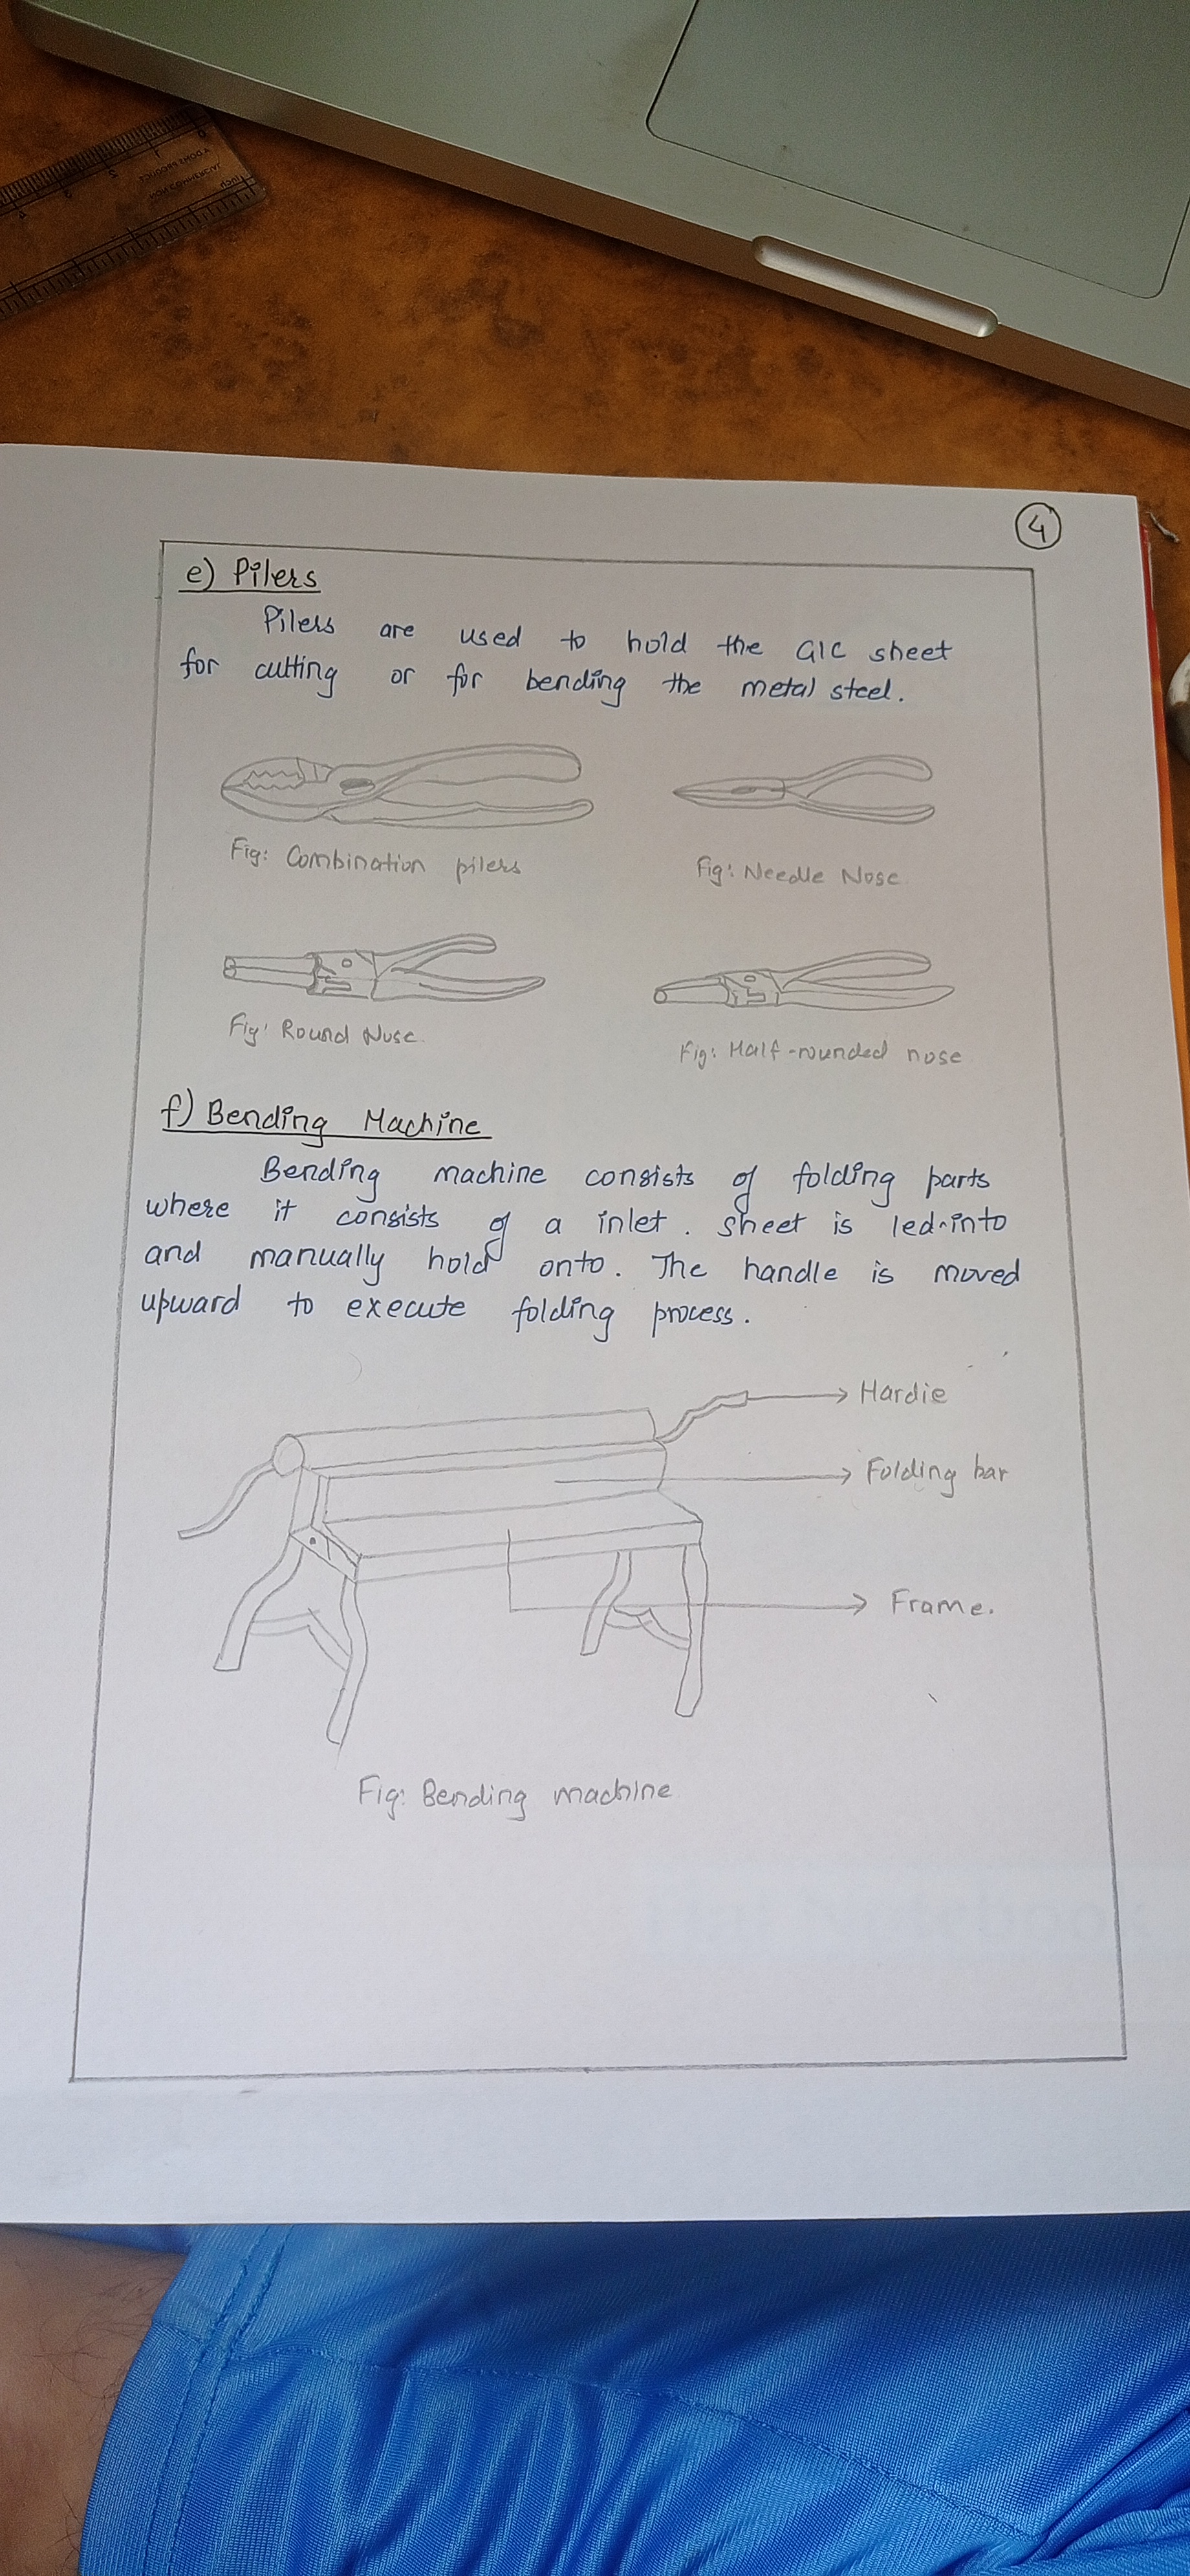 4
e) Pilers
Pilers are used to hold the GIC sheet
for cutting or for bending the metal steel.
Fig: Combination pilers
Fig: Needle Nose
Fig: Round Nose
Fig: Half-rounded nose
f) Bending Machine
Bending machine consists of folding parts
where it consists of a inlet. sheet is led-into
and manually hold onto. The handle is moved
upward to execute folding process.
Hardie
Folding bar
Frame.
Fig: Bending machine